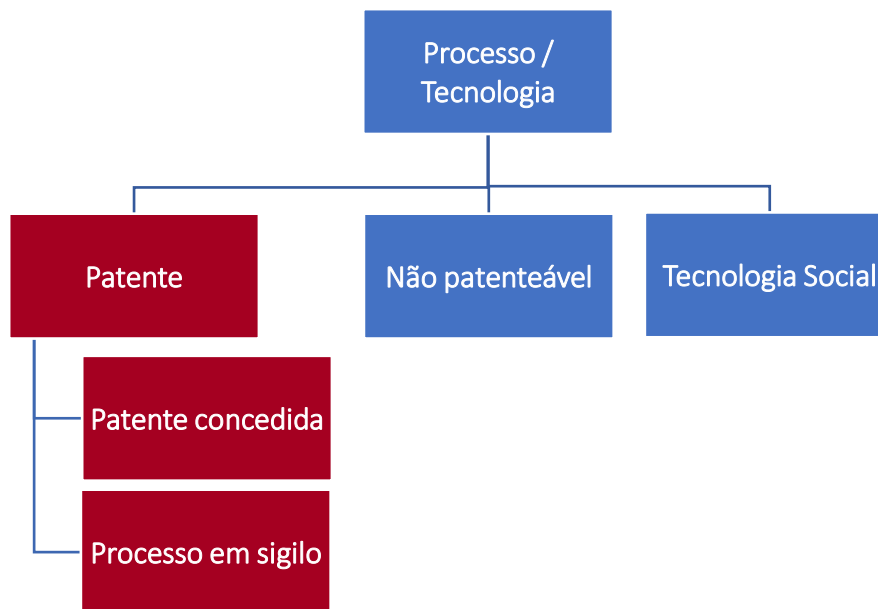 Processo /
Tecnologia
Patente
Não patenteável
Tecnologia Social
Patente concedida
Processo em sigilo